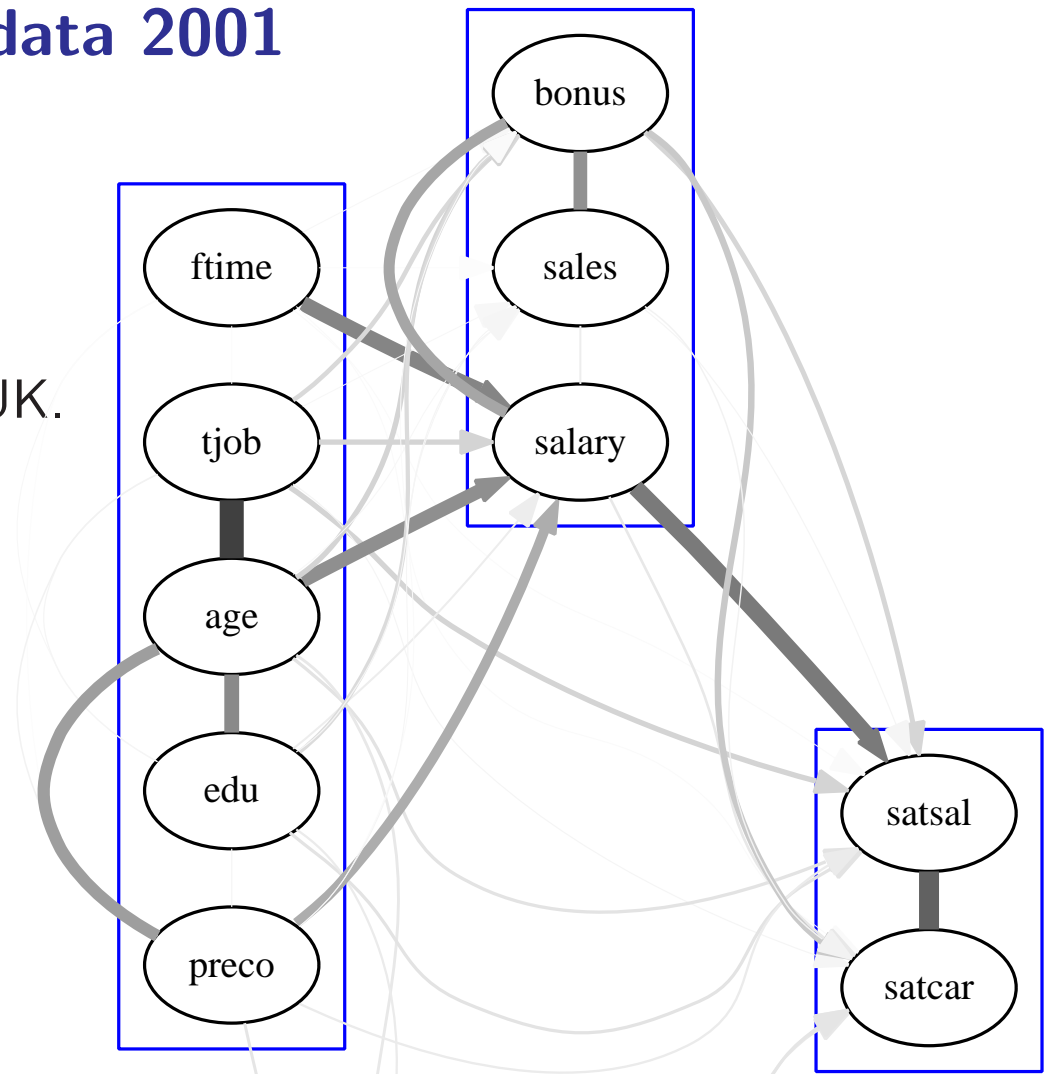 data 2001
UK.
bonus
sales
salary
ftime
tjob
age
edu
preco
satsal
satcar